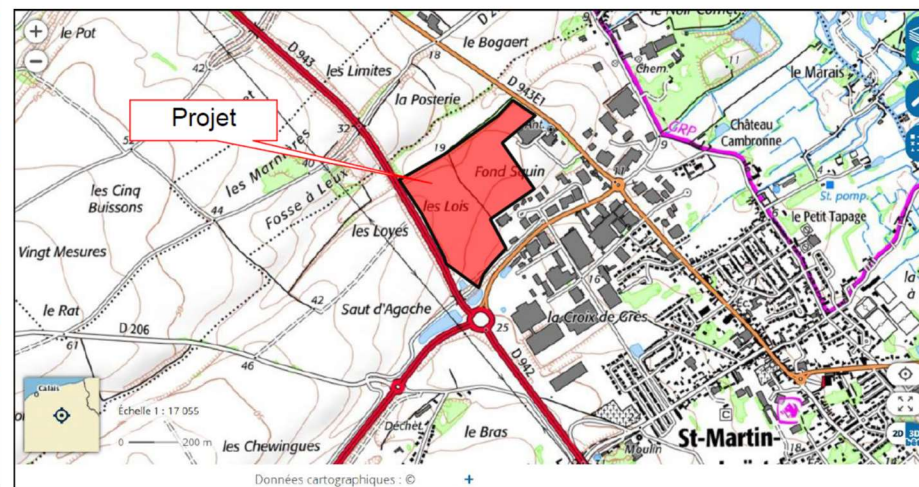 le Pot
D 943
le Bogaert
Chem.
les Limites
D 943E1
le Marais
la Posterie
Projet
GRP
Château
Cambronne
les Marnières
Fond Squin
Fosse à Leux
les Cinq
Buissons
les Lois
St. pomp.
le Petit Tapage
les Loyes
Vingt Mesures
le Rat
Saut d'Agache
la Croix de Grès
D 206
D 942
Calais
Échelle 1 : 17 055
200 m
les Chewingues
Déchet.
le Bras
Moulin
St-Martin-
2D
3D
Données cartographiques : ©